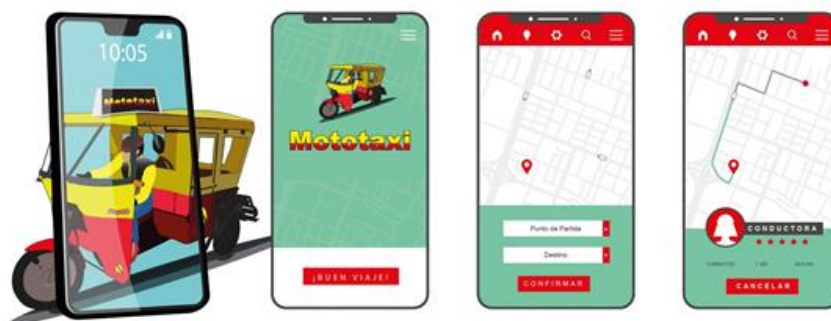 10:05
Mototaxi
Mototaxi
¡BUEN VIAJE!
Punto de Partida
Destino
CONFIRMAR
CONDUCTORA
CANCELAR